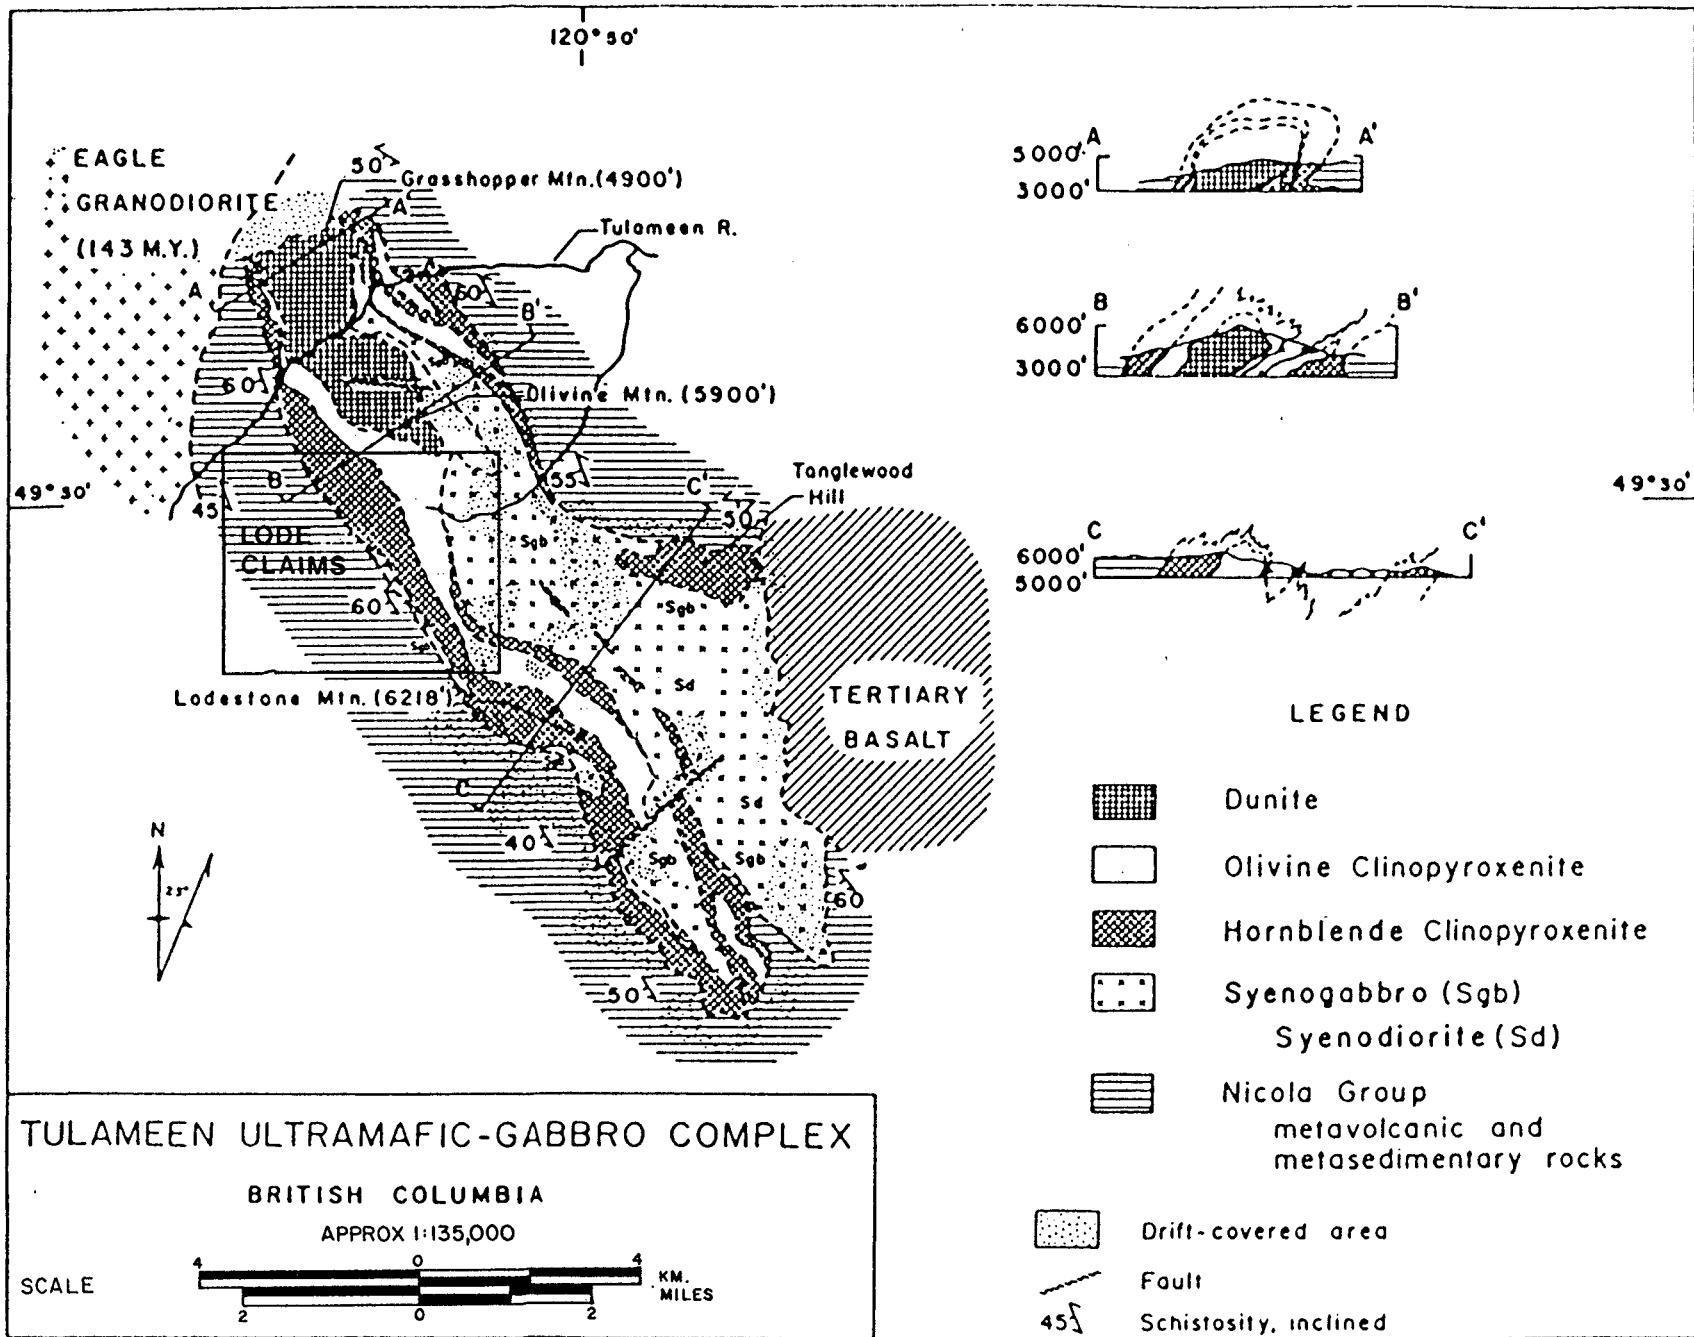 120°50'
EAGLE
GRANODIORITE
(143 M.Y.)
50
Grasshopper Mtn.(4900')
A'
Tulameen R.
A
60
B'
60
Olivine Mtn. (5900')
B
45
49°30'
55
C'
Tanglewood
Hill
50
LODE
CLAIMS
Sgb
60
Sgb
Sd
Lodestone Mtn. (6218')
TERTIARY
BASALT
C
Sd
40
Sgb
Sgb
60
50
N
23°
A
A'
5000'
3000'
B
B'
6000'
3000'
49°30'
C
C'
6000'
5000'
LEGEND
Dunite
Olivine Clinopyroxenite
Hornblende Clinopyroxenite
Syenogabbro (Sgb)
Syenodiorite (Sd)
Nicola Group
metavolcanic and
metasedimentary rocks
Drift-covered area
Fault
45 Schistosity, inclined
TULAMEEN ULTRAMAFIC-GABBRO COMPLEX
BRITISH COLUMBIA
APPROX 1:135,000
SCALE
4 0 4
KM.
MILES
2 0 2